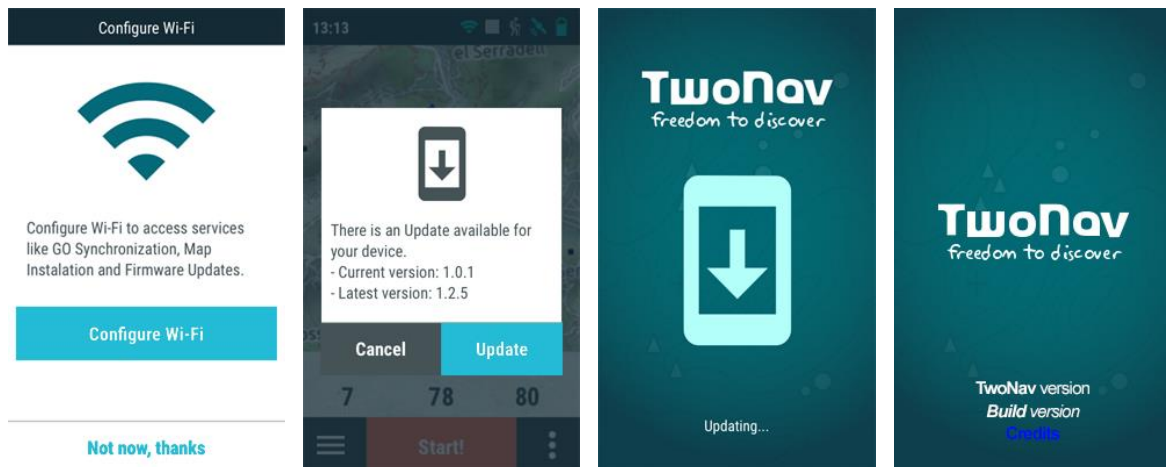 Configure Wi-Fi
Configure Wi-Fi to access services
like GO Synchronization, Map
Instalation and Firmware Updates.
Configure Wi-Fi
Not now, thanks
13:13
el Serradell
There is an Update available for
your device.
- Current version: 1.0.1
- Latest version: 1.2.5
Cancel
Update
7 78 80
Start!
TwoNav
freedom to discover
Updating...
TwoNav
freedom to discover
TwoNav version
Build version
Credits